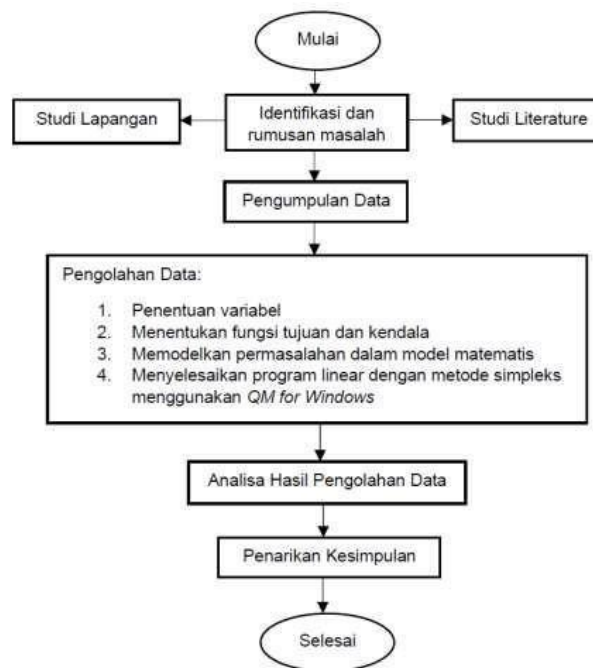 Mulai
Studi Lapangan
Identifikasi dan
rumusan masalah
Studi Literature
Pengumpulan Data
Pengolahan Data:
1. Penentuan variabel
2. Menentukan fungsi tujuan dan kendala
3. Memodelkan permasalahan dalam model matematis
4. Menyelesaikan program linear dengan metode simpleks
menggunakan QM for Windows
Analisa Hasil Pengolahan Data
Penarikan Kesimpulan
Selesai